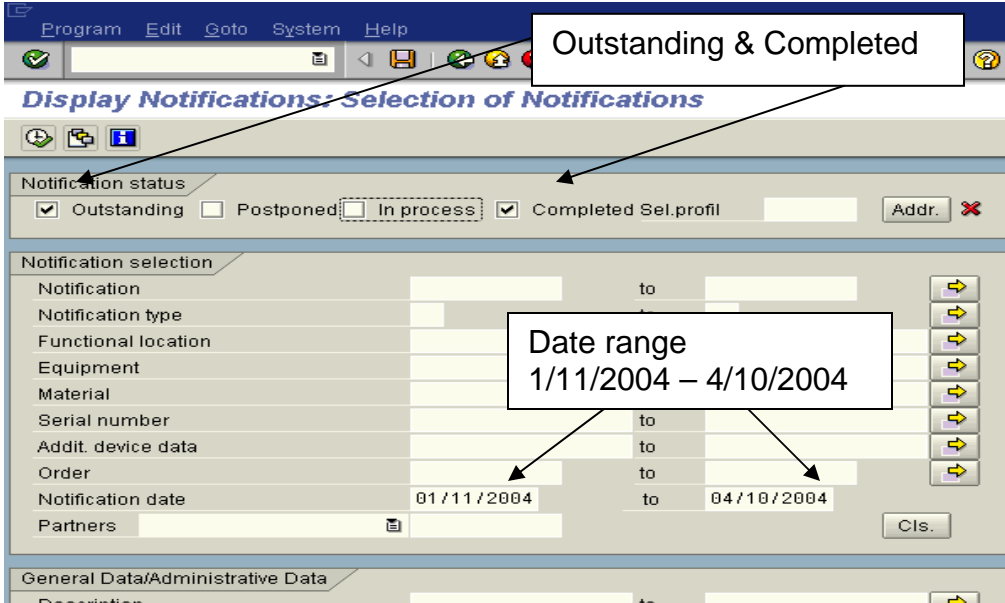 Program Edit Goto System Help
Outstanding & Completed
Display Notifications: Selection of Notifications
Notification status
Outstanding Postponed In process Completed Sel.profil Addr.
Notification selection
Notification to
Notification type
Functional location
Equipment
Material
Date range
1/11/2004 – 4/10/2004
Serial number to
Addit. device data to
Order to
Notification date 01/11/2004 to 04/10/2004
Partners Cls.
General Data/Administrative Data
Description to